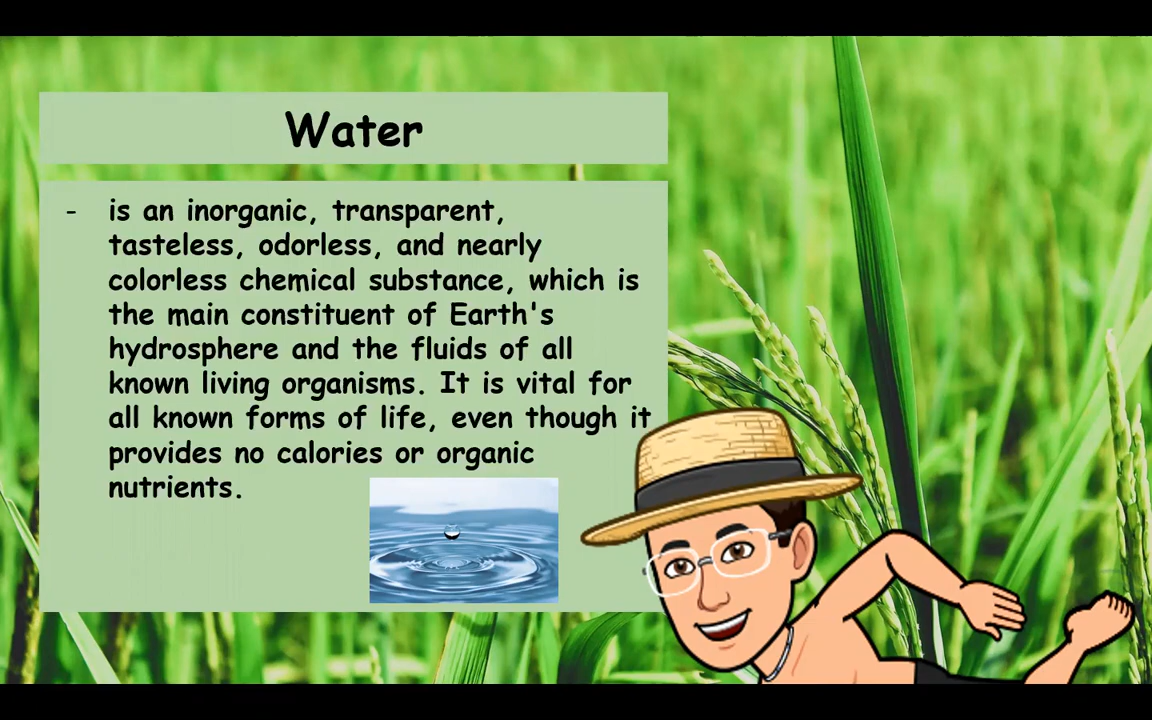 Water
- is an inorganic, transparent,
tasteless, odorless, and nearly
colorless chemical substance, which is
the main constituent of Earth's
hydrosphere and the fluids of all
known living organisms. It is vital for
all known forms of life, even though it
provides no calories or organic
nutrients.